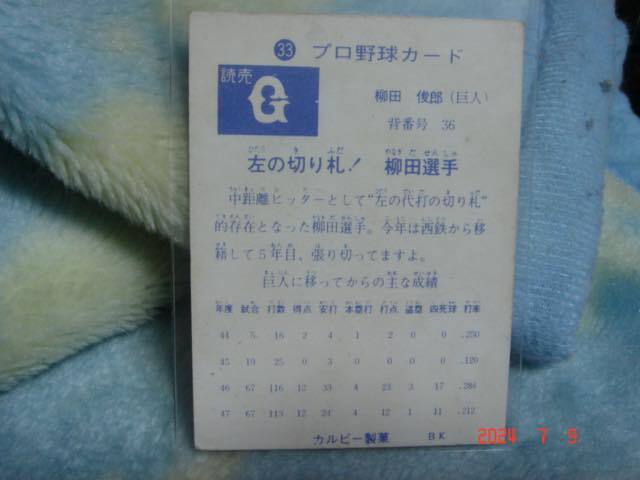 33 プロ野球カード
読売
G
柳田 俊郎(巨人)
背番号 36
左の切り札! 柳田選手
中距離ヒッターとして"左の代打の切り札"
的存在となった柳田選手。今年は西鉄から移
籍して5年目、張り切ってますよ。
巨人に移ってからの主な成績
年度 試合 打数 得点 安打 本塁打 打点 盗塁 四死球 打率
44 5 16 2 4 1 2 1 1 .250
45 19 25 0 3 0 0 0 .120
46 67 116 12 33 4 23 3 17 .284
47 67 113 12 24 4 12 1 11 .212
カルビー製菓 BK
2024 7 9